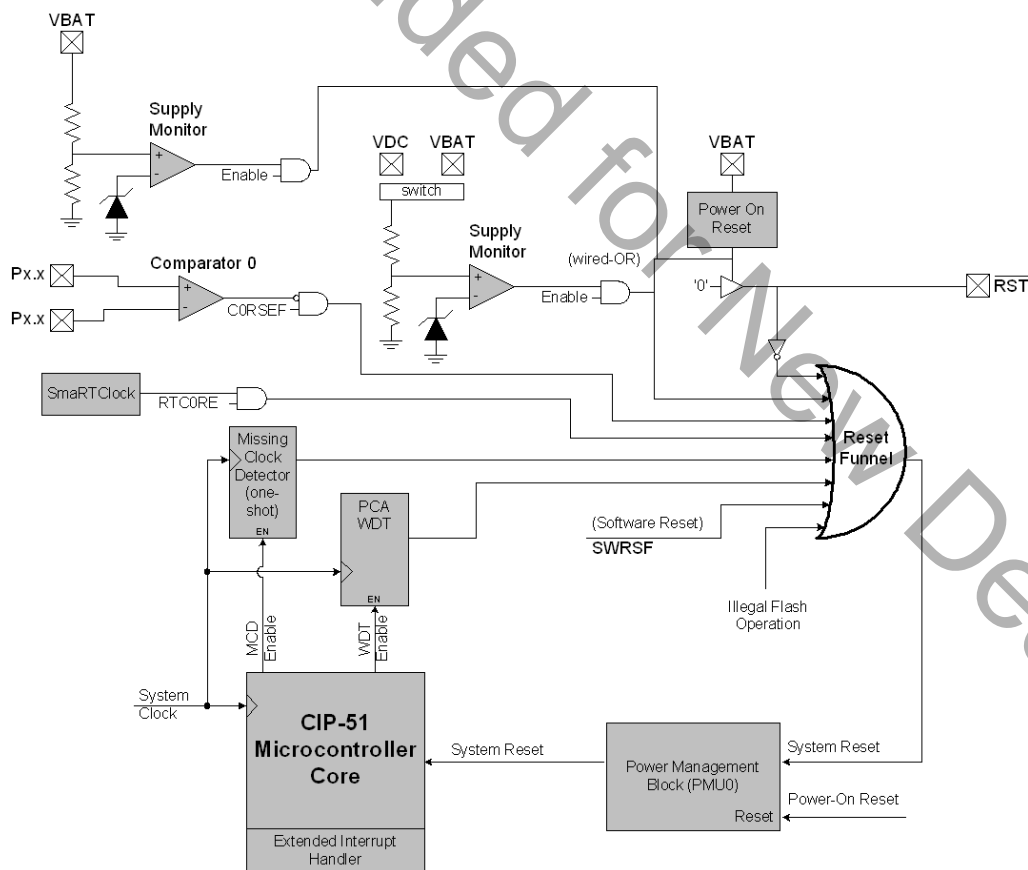 VBAT
Supply
Monitor
+
-
Enable
VDC
VBAT
switch
Supply
Monitor
+
-
Enable
(wired-OR)
VBAT
Power On
Reset
'0'
RST
Px.x
Px.x
Comparator 0
+
-
C0RSEF
SmaRTClock
RTC0RE
Missing
Clock
Detector
(one-
shot)
EN
PCA
WDT
EN
(Software Reset)
SWRSF
Reset
Funnel
Illegal Flash
Operation
MCD
Enable
WDT
Enable
System
Clock
CIP-51
Microcontroller
Core
Extended Interrupt
Handler
System Reset
Power Management
Block (PMU0)
Reset
System Reset
Power-On Reset
for New